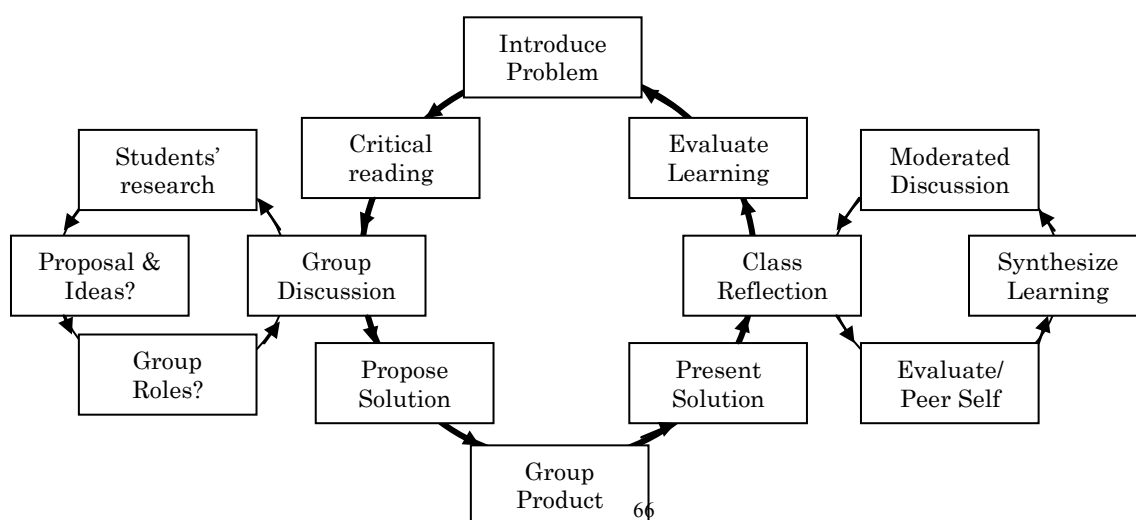 Introduce
Problem
Critical
reading
Evaluate
Learning
Students’
research
Moderated
Discussion
Proposal &
Ideas?
Group
Discussion
Class
Reflection
Synthesize
Learning
Group
Roles?
Propose
Solution
Present
Solution
Evaluate/
Peer Self
Group
Product
66